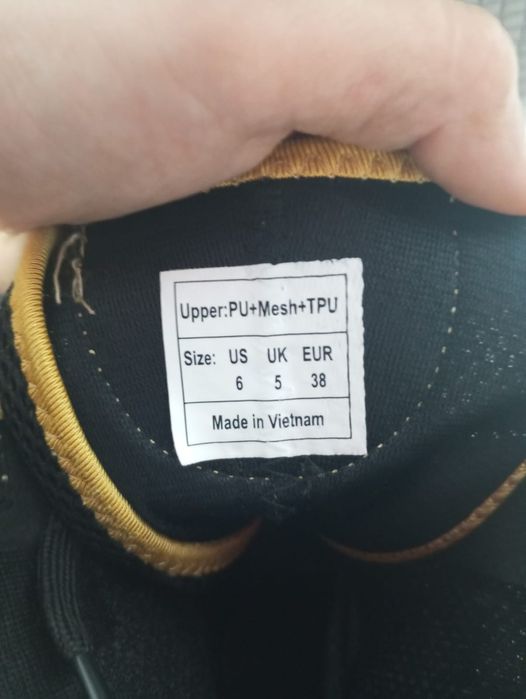 Upper:PU+Mesh+TPU
Size: US UK EUR
6 5 38
Made in Vietnam